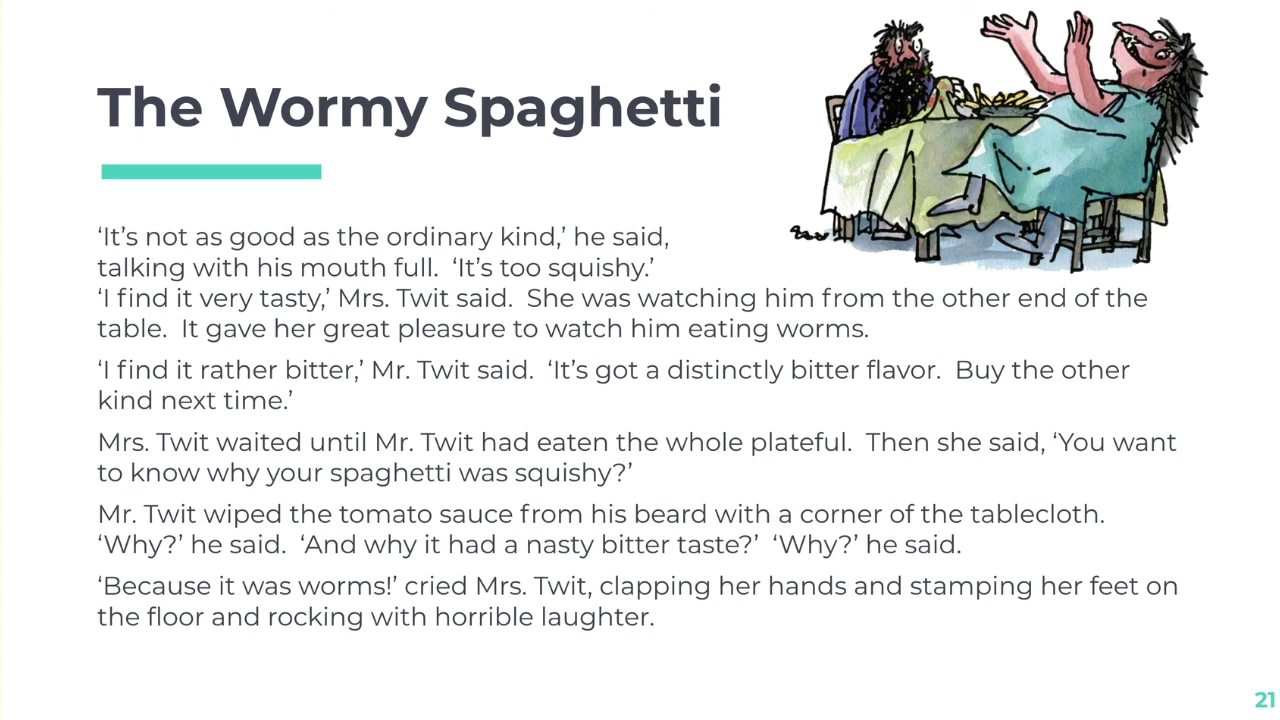 The Wormy Spaghetti
‘It’s not as good as the ordinary kind,’ he said,
talking with his mouth full.  ‘It’s too squishy.’
‘I find it very tasty,’ Mrs. Twit said.  She was watching him from the other end of the
table.  It gave her great pleasure to watch him eating worms.
‘I find it rather bitter,’ Mr. Twit said.  ‘It’s got a distinctly bitter flavor.  Buy the other
kind next time.’
Mrs. Twit waited until Mr. Twit had eaten the whole plateful.  Then she said, ‘You want
to know why your spaghetti was squishy?’
Mr. Twit wiped the tomato sauce from his beard with a corner of the tablecloth.
‘Why?’ he said.  ‘And why it had a nasty bitter taste?’  ‘Why?’ he said.
‘Because it was worms!’ cried Mrs. Twit, clapping her hands and stamping her feet on
the floor and rocking with horrible laughter.
21